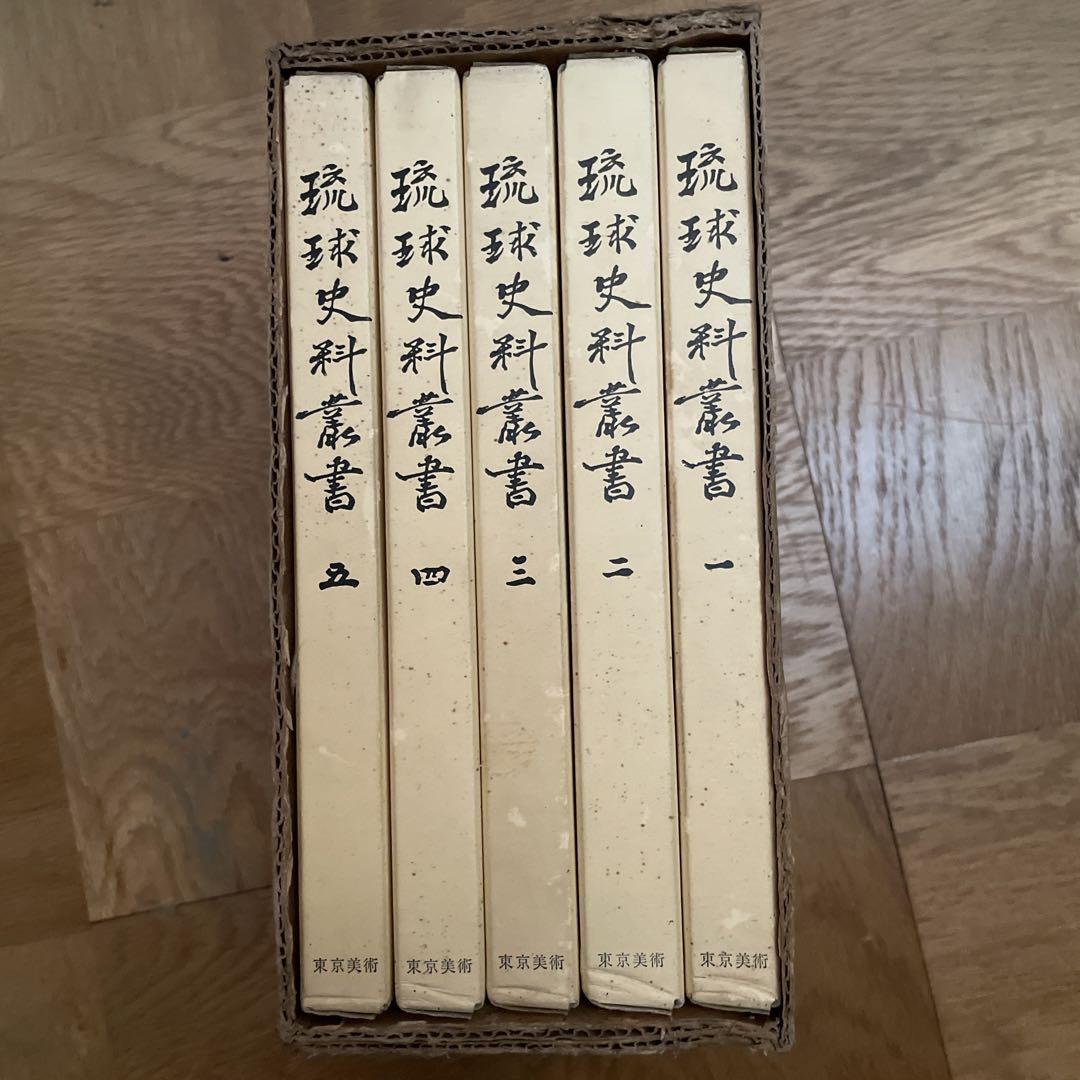 琉球史料叢書 一
東京美術
琉球史料叢書 二
東京美術
琉球史料叢書 三
東京美術
琉球史料叢書 四
東京美術
琉球史料叢書 五
東京美術